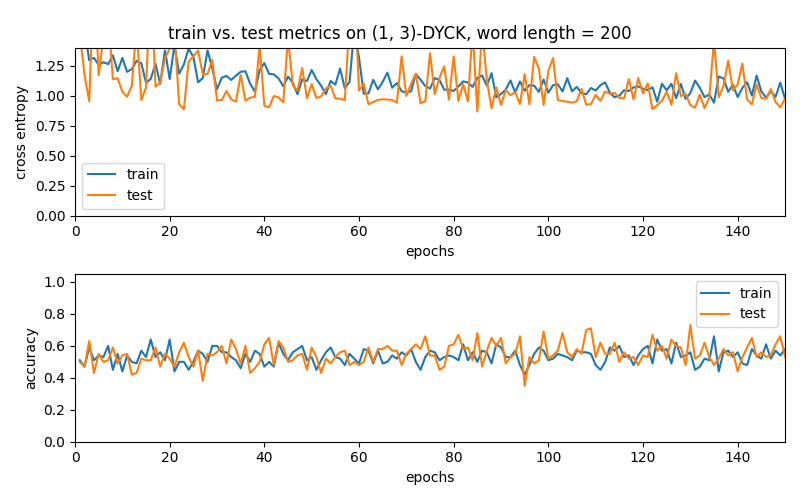 train vs. test metrics on (1, 3)-DYCK, word length = 200
1.25
1.00
0.75
0.50
0.25
0.00
cross entropy
train
test
0 20 40 60 80 100 120 140
epochs
1.0
0.8
0.6
0.4
0.2
0.0
accuracy
train
test
0 20 40 60 80 100 120 140
epochs